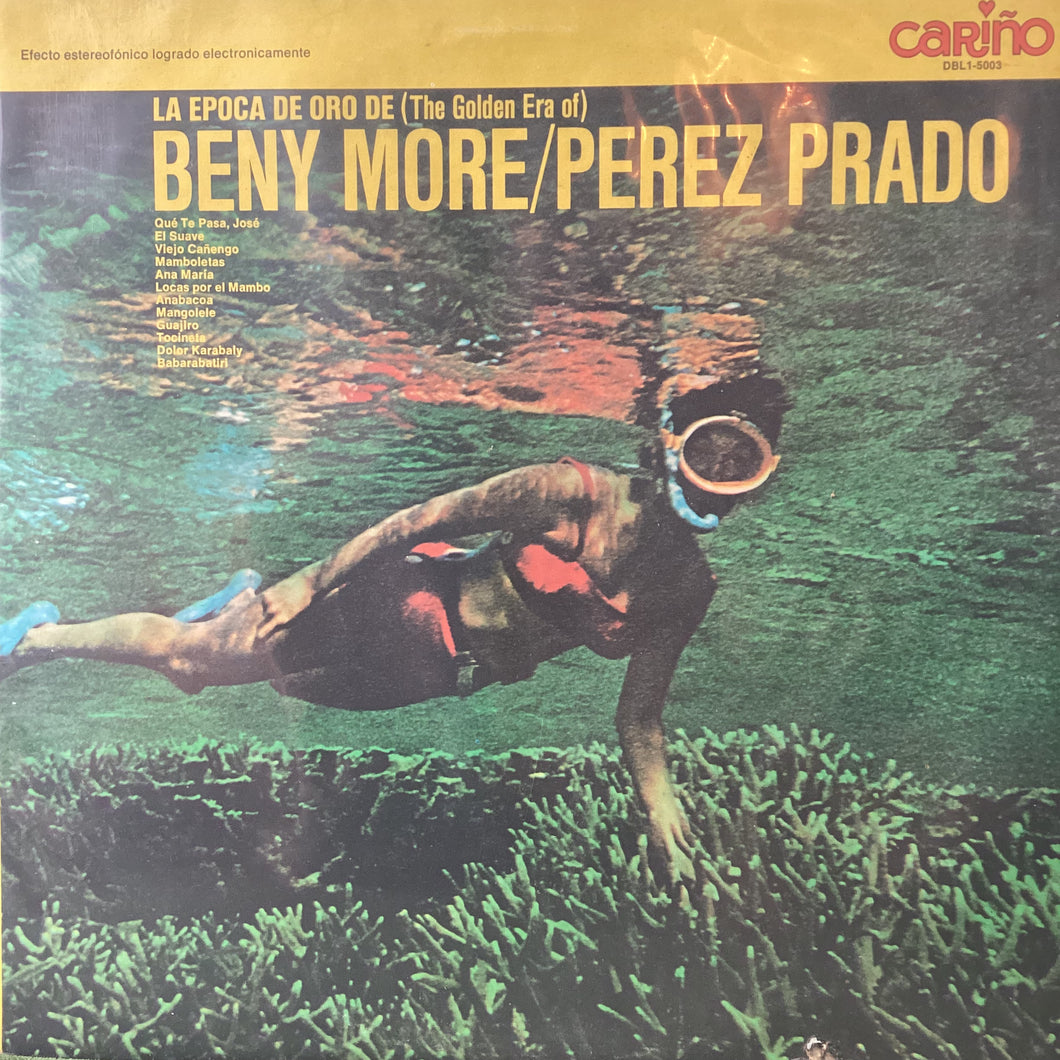 Efecto estereofónico logrado electronicamente
cariño
DBL1-5003
LA EPOCA DE ORO DE (The Golden Era of)
BENY MORE/PEREZ PRADO
Qué Te Pasa, José
El Suave
Viejo Cañengo
Mamboletas
Ana María
Locas por el Mambo
Anabacoa
Mangolele
Guajiro
Tocineta
Dolor Karabaly
Babarabatiri